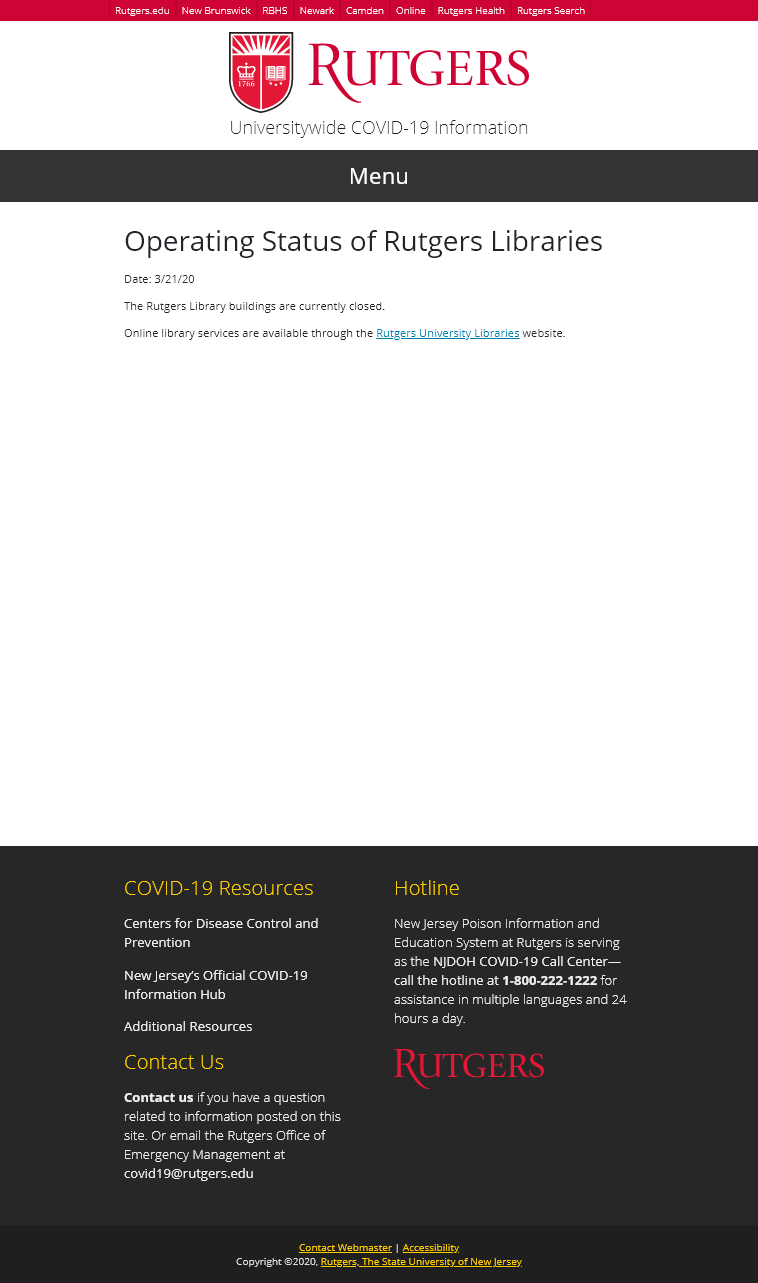 Rutgers.edu New Brunswick RBHS Newark Camden Online Rutgers Health Rutgers Search
1766
RUTGERS
Universitywide COVID-19 Information
Menu
Operating Status of Rutgers Libraries
Date: 3/21/20
The Rutgers Library buildings are currently closed.
Online library services are available through the Rutgers University Libraries website.
COVID-19 Resources
Centers for Disease Control and
Prevention
New Jersey’s Official COVID-19
Information Hub
Additional Resources
Contact Us
Contact us if you have a question
related to information posted on this
site. Or email the Rutgers Office of
Emergency Management at
covid19@rutgers.edu
Hotline
New Jersey Poison Information and
Education System at Rutgers is serving
as the NJDOH COVID-19 Call Center—
call the hotline at 1-800-222-1222 for
assistance in multiple languages and 24
hours a day.
RUTGERS
Contact Webmaster | Accessibility
Copyright ©2020, Rutgers, The State University of New Jersey